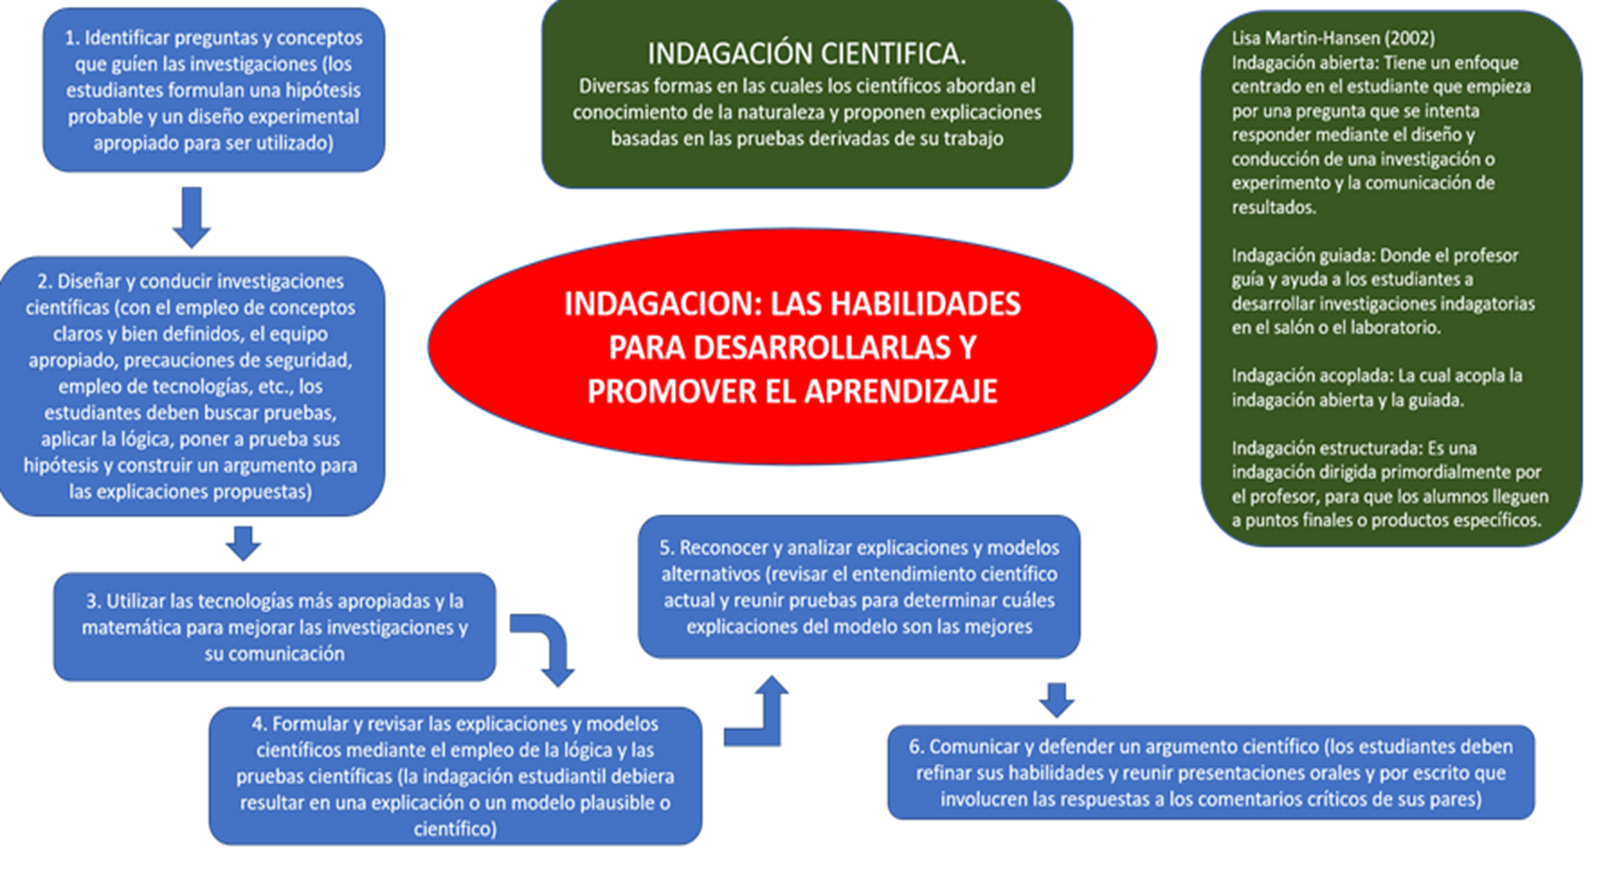 1. Identificar preguntas y conceptos
que guíen las investigaciones (los
estudiantes formulan una hipótesis
probable y un diseño experimental
apropiado para ser utilizado)
INDAGACIÓN CIENTIFICA.
Diversas formas en las cuales los científicos abordan el
conocimiento de la naturaleza y proponen explicaciones
basadas en las pruebas derivadas de su trabajo
Lisa Martin-Hansen (2002)
Indagación abierta: Tiene un enfoque
centrado en el estudiante que empieza
por una pregunta que se intenta
responder mediante el diseño y
conducción de una investigación o
experimento y la comunicación de
resultados.
Indagación guiada: Donde el profesor
guía y ayuda a los estudiantes a
desarrollar investigaciones indagatorias
en el salón o el laboratorio.
Indagación acoplada: La cual acopla la
indagación abierta y la guiada.
Indagación estructurada: Es una
indagación dirigida primordialmente por
el profesor, para que los alumnos lleguen
a puntos finales o productos específicos.
INDAGACION: LAS HABILIDADES
PARA DESARROLLARLAS Y
PROMOVER EL APRENDIZAJE
2. Diseñar y conducir investigaciones
científicas (con el empleo de conceptos
claros y bien definidos, el equipo
apropiado, precauciones de seguridad,
empleo de tecnologías, etc., los
estudiantes deben buscar pruebas,
aplicar la lógica, poner a prueba sus
hipótesis y construir un argumento para
las explicaciones propuestas)
3. Utilizar las tecnologías más apropiadas y la
matemática para mejorar las investigaciones y
su comunicación
4. Formular y revisar las explicaciones y modelos
científicos mediante el empleo de la lógica y las
pruebas científicas (la indagación estudiantil debiera
resultar en una explicación o un modelo plausible o
científico)
5. Reconocer y analizar explicaciones y modelos
alternativos (revisar el entendimiento científico
actual y reunir pruebas para determinar cuáles
explicaciones del modelo son las mejores
6. Comunicar y defender un argumento científico (los estudiantes deben
refinar sus habilidades y reunir presentaciones orales y por escrito que
involucren las respuestas a los comentarios críticos de sus pares)